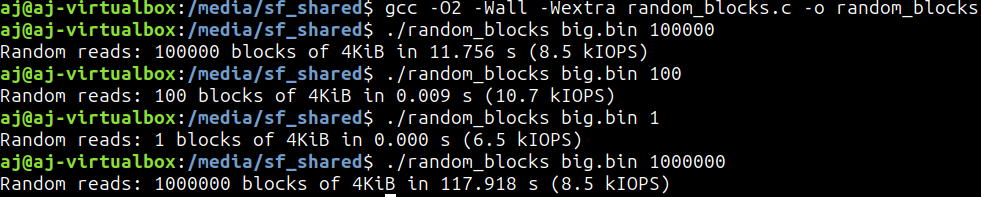 aj@aj-virtualbox:/media/sf_shared$ gcc -O2 -Wall -Wextra random_blocks.c -o random_blocks
aj@aj-virtualbox:/media/sf_shared$ ./random_blocks big.bin 100000
Random reads: 100000 blocks of 4KiB in 11.756 s (8.5 kIOPS)
aj@aj-virtualbox:/media/sf_shared$ ./random_blocks big.bin 100
Random reads: 100 blocks of 4KiB in 0.009 s (10.7 kIOPS)
aj@aj-virtualbox:/media/sf_shared$ ./random_blocks big.bin 1
Random reads: 1 blocks of 4KiB in 0.000 s (6.5 kIOPS)
aj@aj-virtualbox:/media/sf_shared$ ./random_blocks big.bin 1000000
Random reads: 1000000 blocks of 4KiB in 117.918 s (8.5 kIOPS)